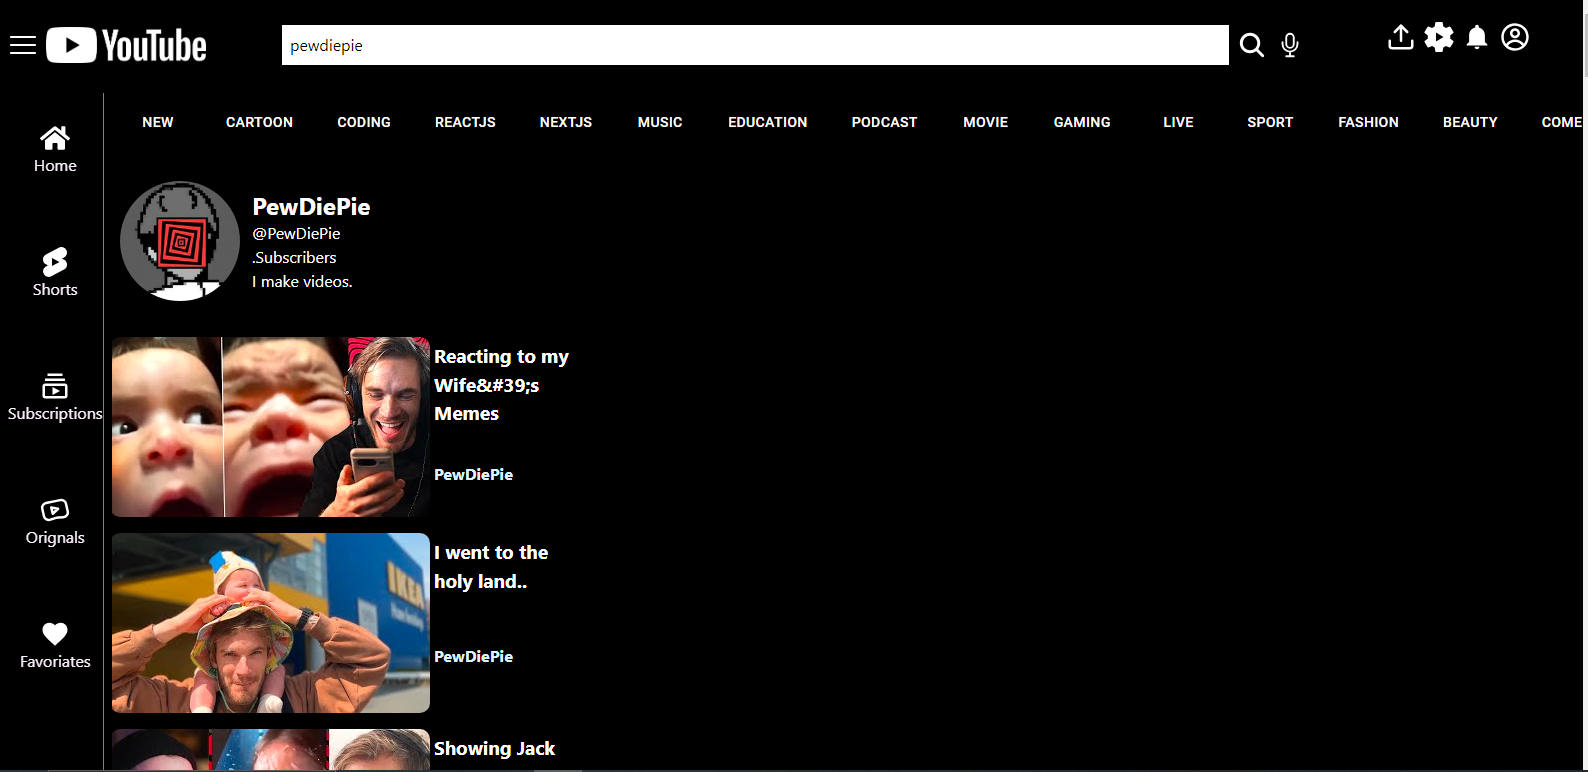 YouTube
pewdiepie
NEW CARTOON CODING REACTJS NEXTJS MUSIC EDUCATION PODCAST MOVIE GAMING LIVE SPORT FASHION BEAUTY COME
Home
Shorts
Subscriptions
Orignals
Favoriates
PewDiePie
@PewDiePie
.Subscribers
I make videos.
Reacting to my
Wife&#39;s
Memes
PewDiePie
I went to the
holy land..
PewDiePie
IKEA
Showing Jack